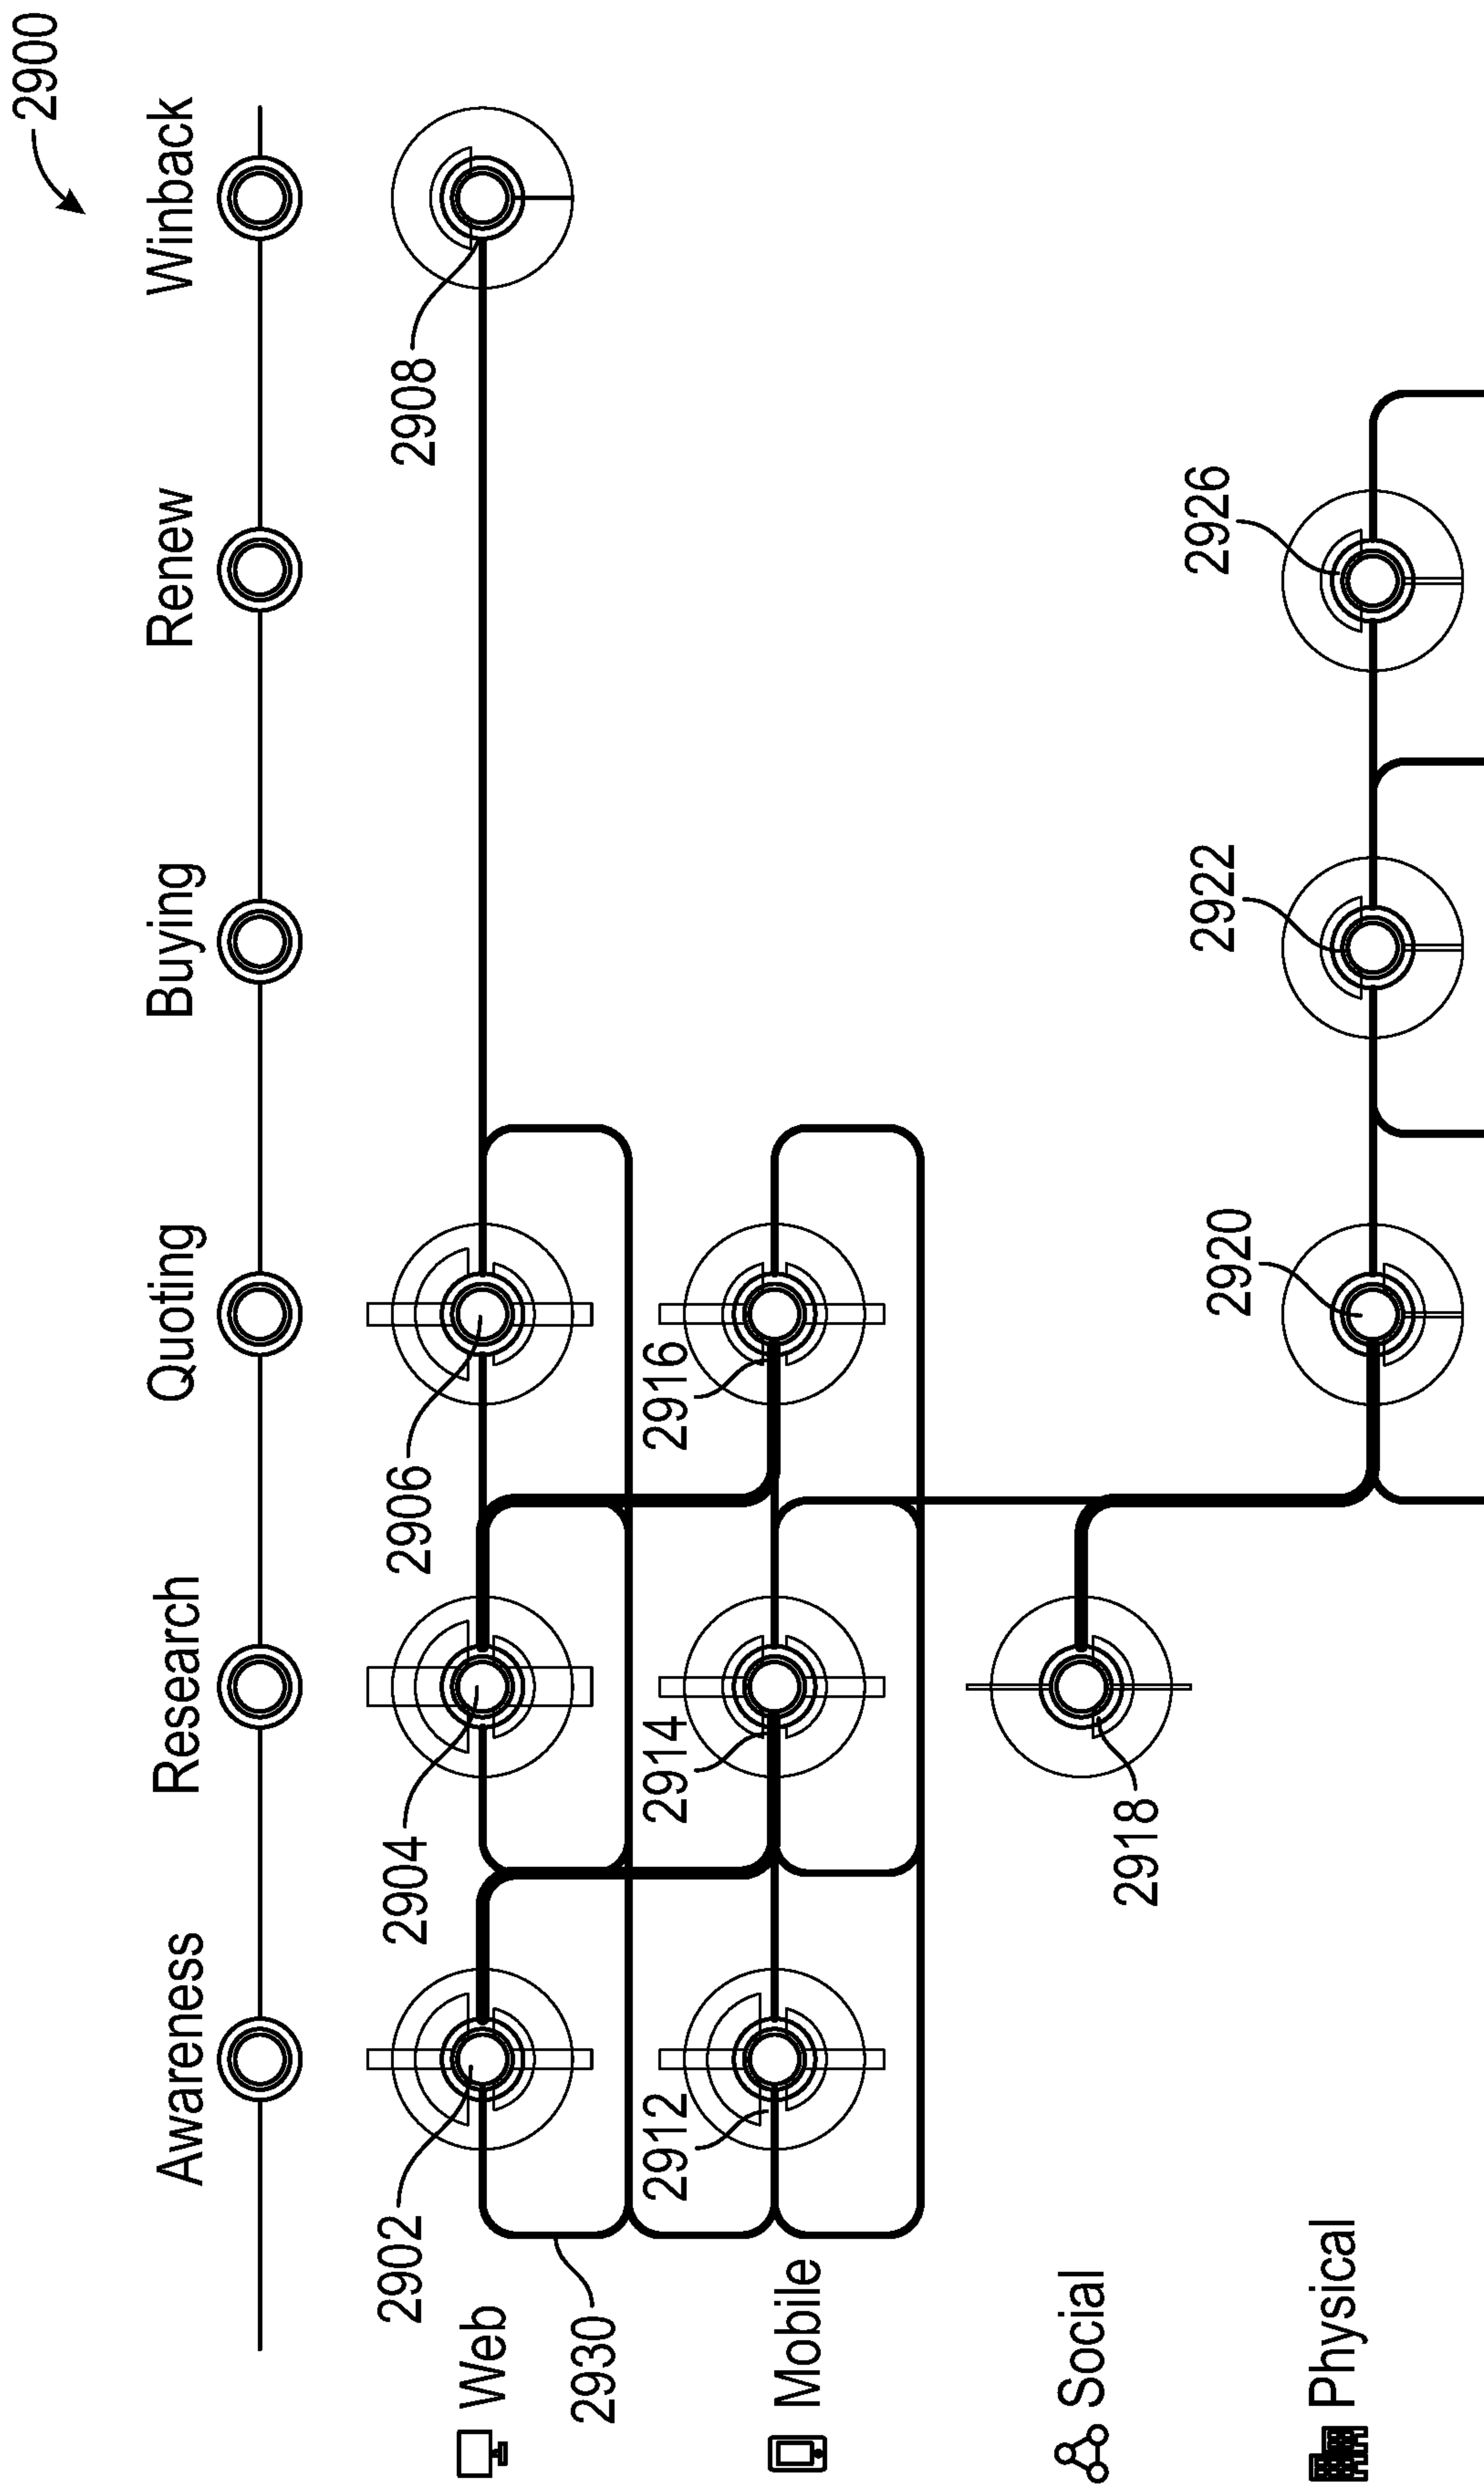 2900
Awareness Research Quoting Buying Renew Winback
2902 2904 2906 2908
Web
2930
2912 2914 2916
Mobile
2918
Social
2920 2922 2926
Physical